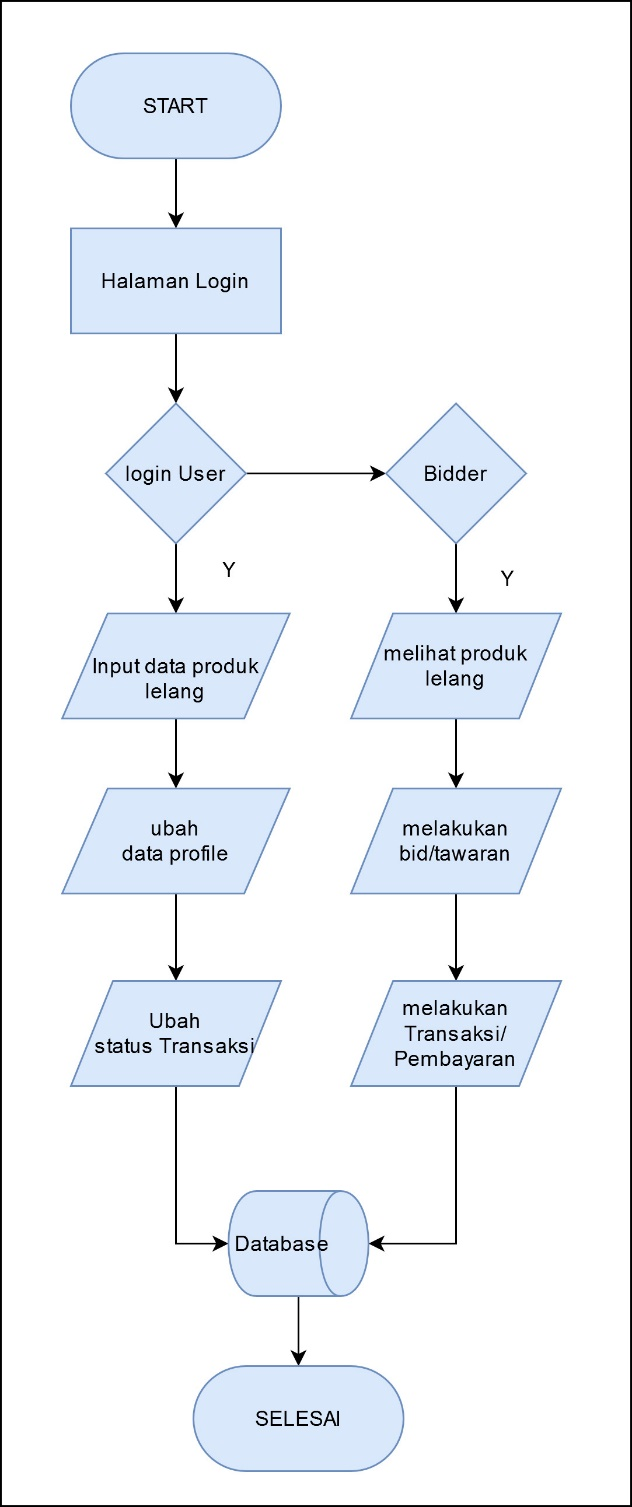 START
Halaman Login
login User
Bidder
Y
Y
Input data produk
lelang
melihat produk
lelang
ubah
data profile
melakukan
bid/tawaran
Ubah
status Transaksi
melakukan
Transaksi/
Pembayaran
Database
SELESAI